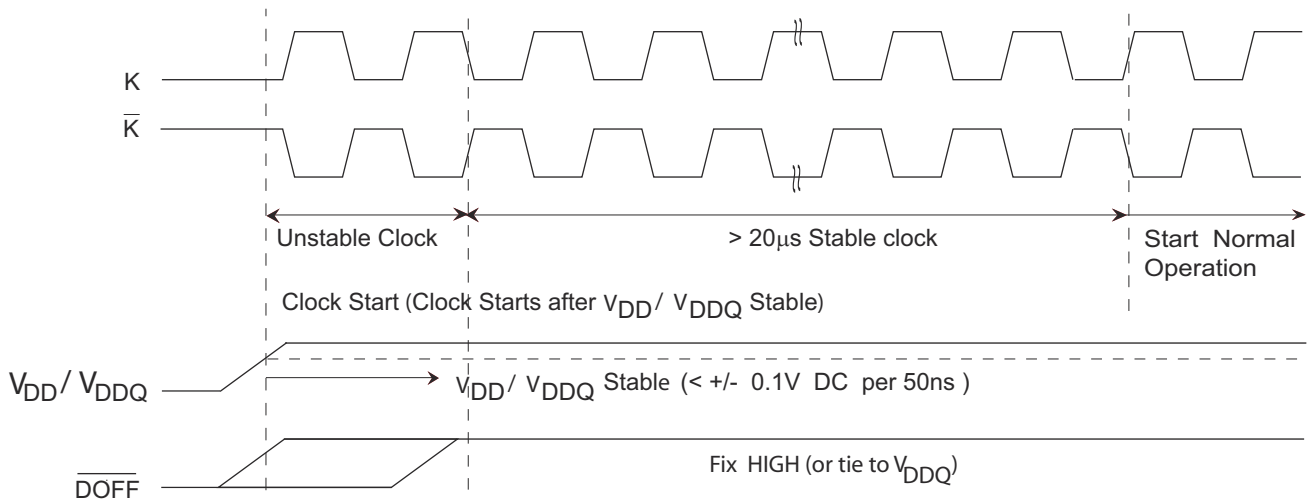 K
K
Unstable Clock
> 20μs Stable clock
Start Normal
Operation
Clock Start (Clock Starts after VDD/ VDDQ Stable)
VDD/ VDDQ
VDD/ VDDQ Stable (< +/- 0.1V DC per 50ns )
Fix HIGH (or tie to VDDQ)
DOFF